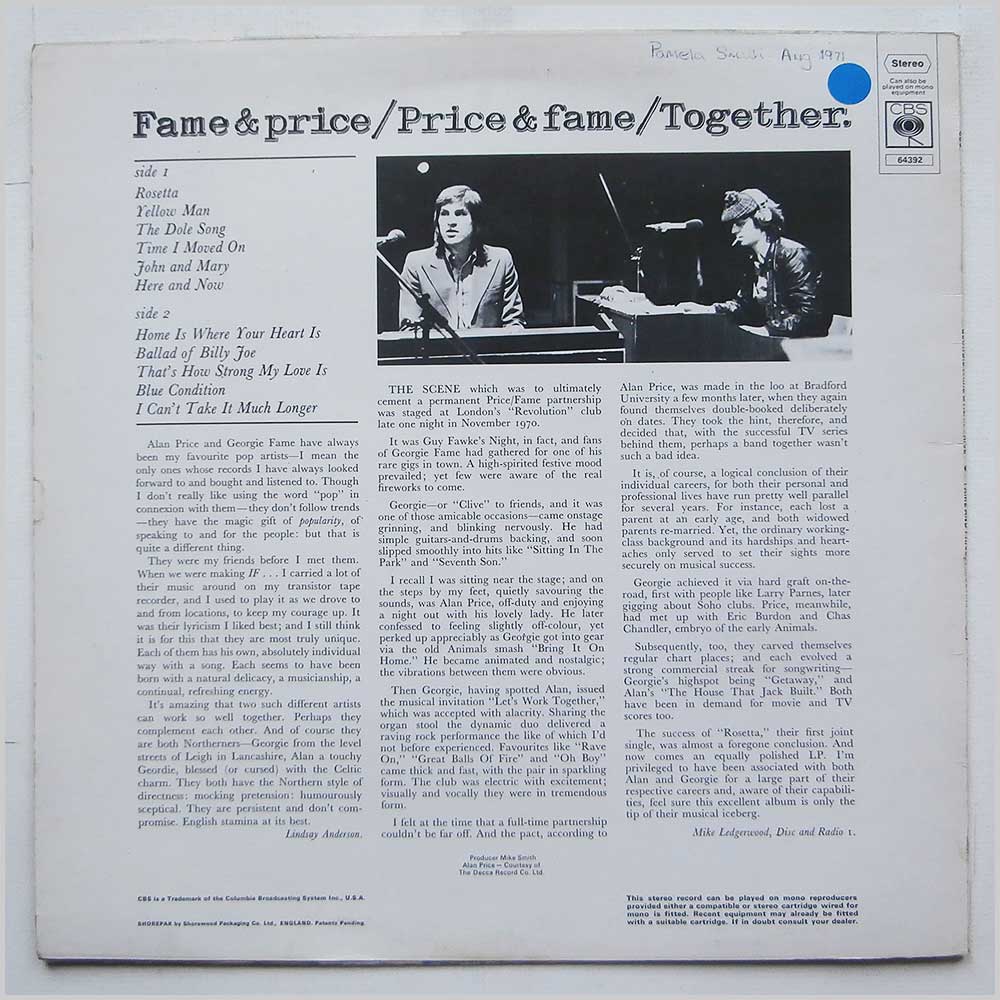 Pamela Smith Aug 1971
Stereo
Can also be
played on mono
equipment
CBS
64392
Fame & price/Price & fame/Together.
side 1
Rosetta
Yellow Man
The Dole Song
Time I Moved On
John and Mary
Here and Now
side 2
Home Is Where Your Heart Is
Ballad of Billy Joe
That's How Strong My Love Is
Blue Condition
I Can't Take It Much Longer
Alan Price and Georgie Fame have always
been my favourite pop artists—I mean the
only ones whose records I have always looked
forward to and bought and listened to. Though
I don't really like using the word "pop" in
connexion with them—they don't follow trends
—they have the magic gift of popularity, of
speaking to and for the people: but that is
quite a different thing.
They were my friends before I met them.
When we were making IF . . . I carried a lot of
their music around on my transistor tape
recorder, and I used to play it as we drove to
and from locations, to keep my courage up. It
was their lyricism I liked best; and I still think
it is for this that they are most truly unique.
Each of them has his own, absolutely individual
way with a song. Each seems to have been
born with a natural delicacy, a musicianship, a
continual, refreshing energy.
It's amazing that two such different artists
can work so well together. Perhaps they
complement each other. And of course they
are both Northerners—Georgie from the level
streets of Leigh in Lancashire, Alan a touchy
Geordie, blessed (or cursed) with the Celtic
charm. They both have the Northern style of
directness: mocking pretension: humourously
sceptical. They are persistent and don't com-
promise. English stamina at its best.
Lindsay Anderson.
THE SCENE which was to ultimately
cement a permanent Price/Fame partnership
was staged at London's "Revolution" club
late one night in November 1970.
It was Guy Fawke's Night, in fact, and fans
of Georgie Fame had gathered for one of his
rare gigs in town. A high-spirited festive mood
prevailed; yet few were aware of the real
fireworks to come.
Georgie—or "Clive" to friends, and it was
one of those amicable occasions—came onstage
grinning, and blinking nervously. He had
simple guitars-and-drums backing, and soon
slipped smoothly into hits like "Sitting In The
Park" and "Seventh Son."
I recall I was sitting near the stage; and on
the steps by my feet, quietly savouring the
sounds, was Alan Price, off-duty and enjoying
a night out with his lovely lady. He later
confessed to feeling slightly off-colour, yet
perked up appreciably as Georgie got into gear
via the old Animals smash "Bring It On
Home." He became animated and nostalgic;
the vibrations between them were obvious.
Then Georgie, having spotted Alan, issued
the musical invitation "Let's Work Together,"
which was accepted with alacrity. Sharing the
organ stool the dynamic duo delivered a
raving rock performance the like of which I'd
not before experienced. Favourites like "Rave
On," "Great Balls Of Fire" and "Oh Boy"
came thick and fast, with the pair in sparkling
form. The club was electric with excitement;
visually and vocally they were in tremendous
form.
I felt at the time that a full-time partnership
couldn't be far off. And the pact, according to
Alan Price, was made in the loo at Bradford
University a few months later, when they again
found themselves double-booked deliberately
on dates. They took the hint, therefore, and
decided that, with the successful TV series
behind them, perhaps a band together wasn't
such a bad idea.
It is, of course, a logical conclusion of their
individual careers, for both their personal and
professional lives have run pretty well parallel
for several years. For instance, each lost a
parent at an early age, and both widowed
parents re-married. Yet, the ordinary working-
class background and its hardships and heart-
aches only served to set their sights more
securely on musical success.
Georgie achieved it via hard graft on-the-
road, first with people like Larry Parnes, later
gigging about Soho clubs. Price, meanwhile,
had met up with Eric Burdon and Chas
Chandler, embryo of the early Animals.
Subsequently, too, they carved themselves
regular chart places; and each evolved a
strong commercial streak for songwriting—
Georgie's highspot being "Getaway," and
Alan's "The House That Jack Built." Both
have been in demand for movie and TV
scores too.
The success of "Rosetta," their first joint
single, was almost a foregone conclusion. And
now comes an equally polished LP. I'm
privileged to have been associated with both
Alan and Georgie for a large part of their
respective careers and, aware of their capabili-
ties, feel sure this excellent album is only the
tip of their musical iceberg.
Mike Ledgerwood, Disc and Radio 1.
Producer Mike Smith
Alan Price — Courtesy of
The Decca Record Co. Ltd.
CBS is a Trademark of the Columbia Broadcasting System Inc., U.S.A.
SHOREPAK by Shorewood Packaging Co. Ltd., ENGLAND. Patents Pending.
This stereo record can be played on mono reproducers
provided either a compatible or stereo cartridge wired for
mono is fitted. Recent equipment may already be fitted
with a suitable cartridge. If in doubt consult your dealer.